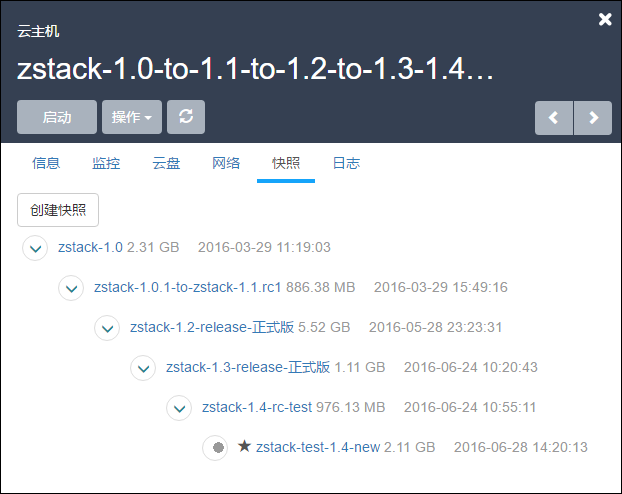 云主机
zstack-1.0-to-1.1-to-1.2-to-1.3-1.4…
启动 操作
信息 监控 云盘 网络 快照 日志
创建快照
zstack-1.0 2.31 GB 2016-03-29 11:19:03
zstack-1.0.1-to-zstack-1.1.rc1 886.38 MB 2016-03-29 15:49:16
zstack-1.2-release-正式版 5.52 GB 2016-05-28 23:23:31
zstack-1.3-release-正式版 1.11 GB 2016-06-24 10:20:43
zstack-1.4-rc-test 976.13 MB 2016-06-24 10:55:11
★ zstack-test-1.4-new 2.11 GB 2016-06-28 14:20:13